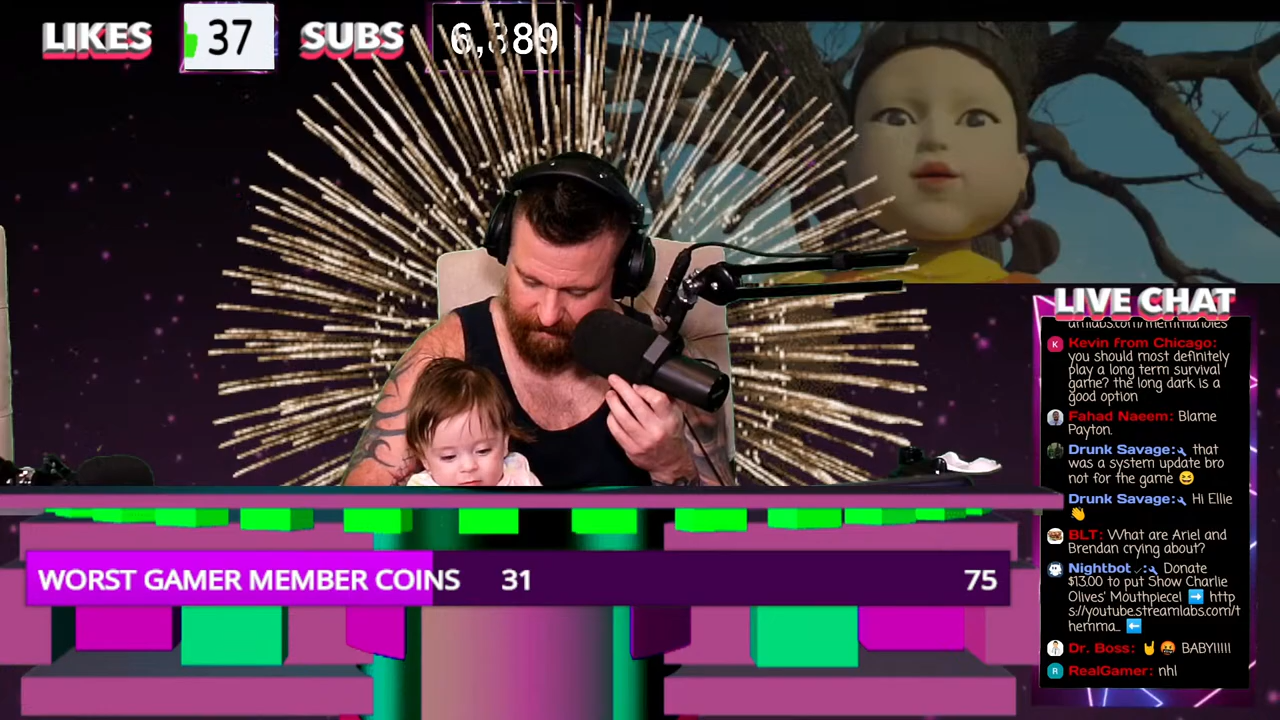 LIKES 37 SUBS 6,389
LIVE CHAT
Kevin from Chicago:
you should most definitely
play a long term survival
game? the long dark is a
good option
Fahad Naeem: Blame
Payton.
Drunk Savage: that
was a system update bro
not for the game 😆
Drunk Savage: Hi Ellie
👋
BLT: What are Ariel and
Brendan crying about?
Nightbot ✓: Donate
$13.00 to put Show Charlie
Olives' Mouthpiece! ➡️ http
s://youtube.streamlabs.com/t
hemma... ⬅️
Dr. Boss: 🤘 🤬 BABY!!!!!
RealGamer: nhl
WORST GAMER MEMBER COINS 31 75